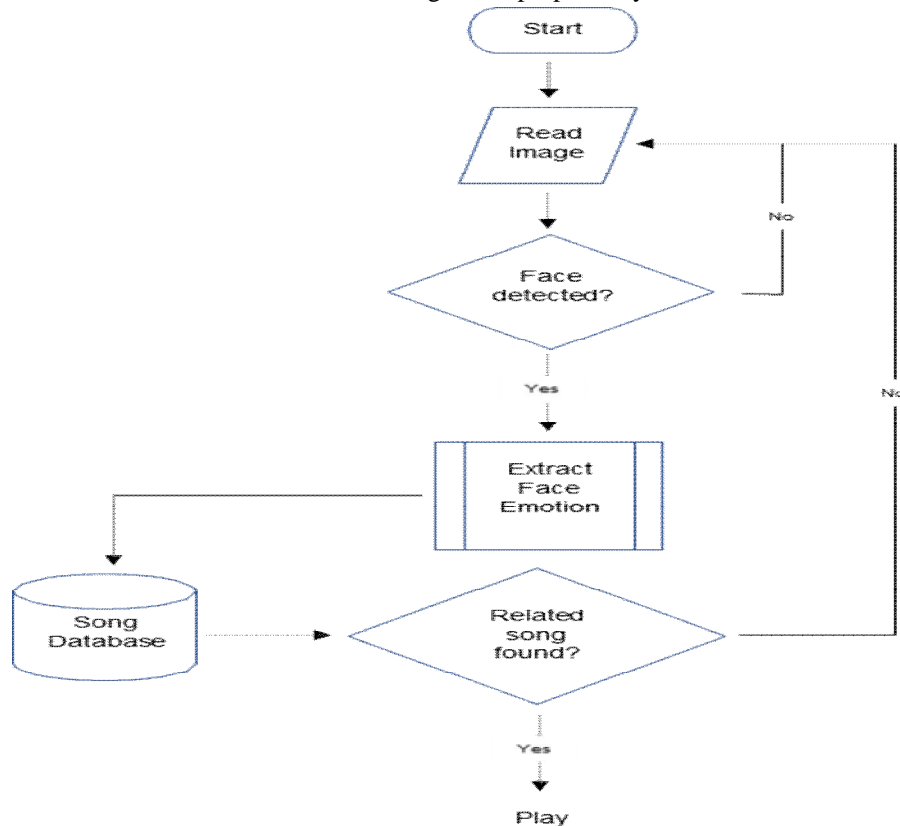 Start
Read
Image
No
Face
detected?
Yes
No
Extract
Face
Emotion
Song
Database
Related
song
found?
Yes
Play